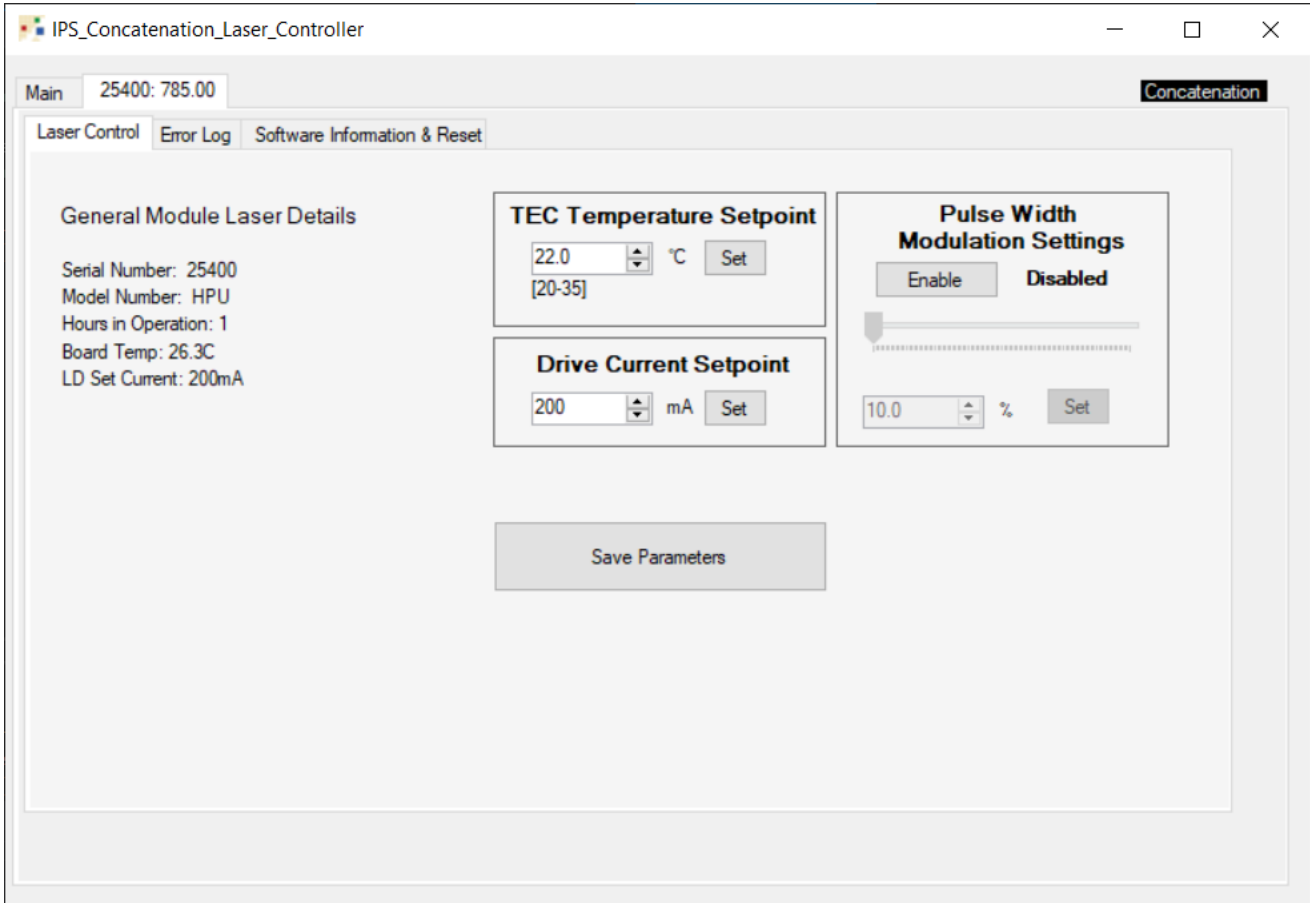 IPS_Concatenation_Laser_Controller
Main
25400: 785.00
Concatenation
Laser Control
Error Log
Software Information & Reset
General Module Laser Details
Serial Number: 25400
Model Number: HPU
Hours in Operation: 1
Board Temp: 26.3C
LD Set Current: 200mA
TEC Temperature Setpoint
22.0 °C Set
[20-35]
Drive Current Setpoint
200 mA Set
Pulse Width
Modulation Settings
Enable Disabled
10.0 % Set
Save Parameters